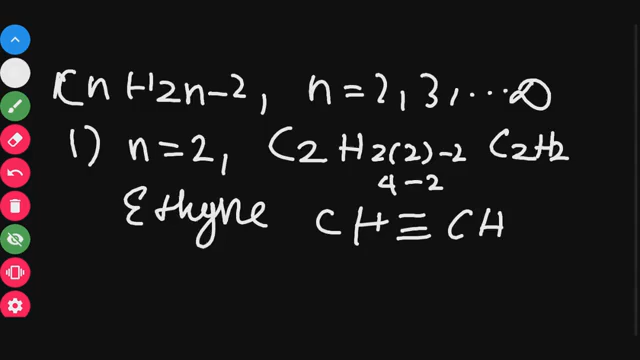 CnH2n-2, n=2,3,...∞
1) n=2, C2H2(2)-2 C2H2
4-2
Ethyne CH≡CH